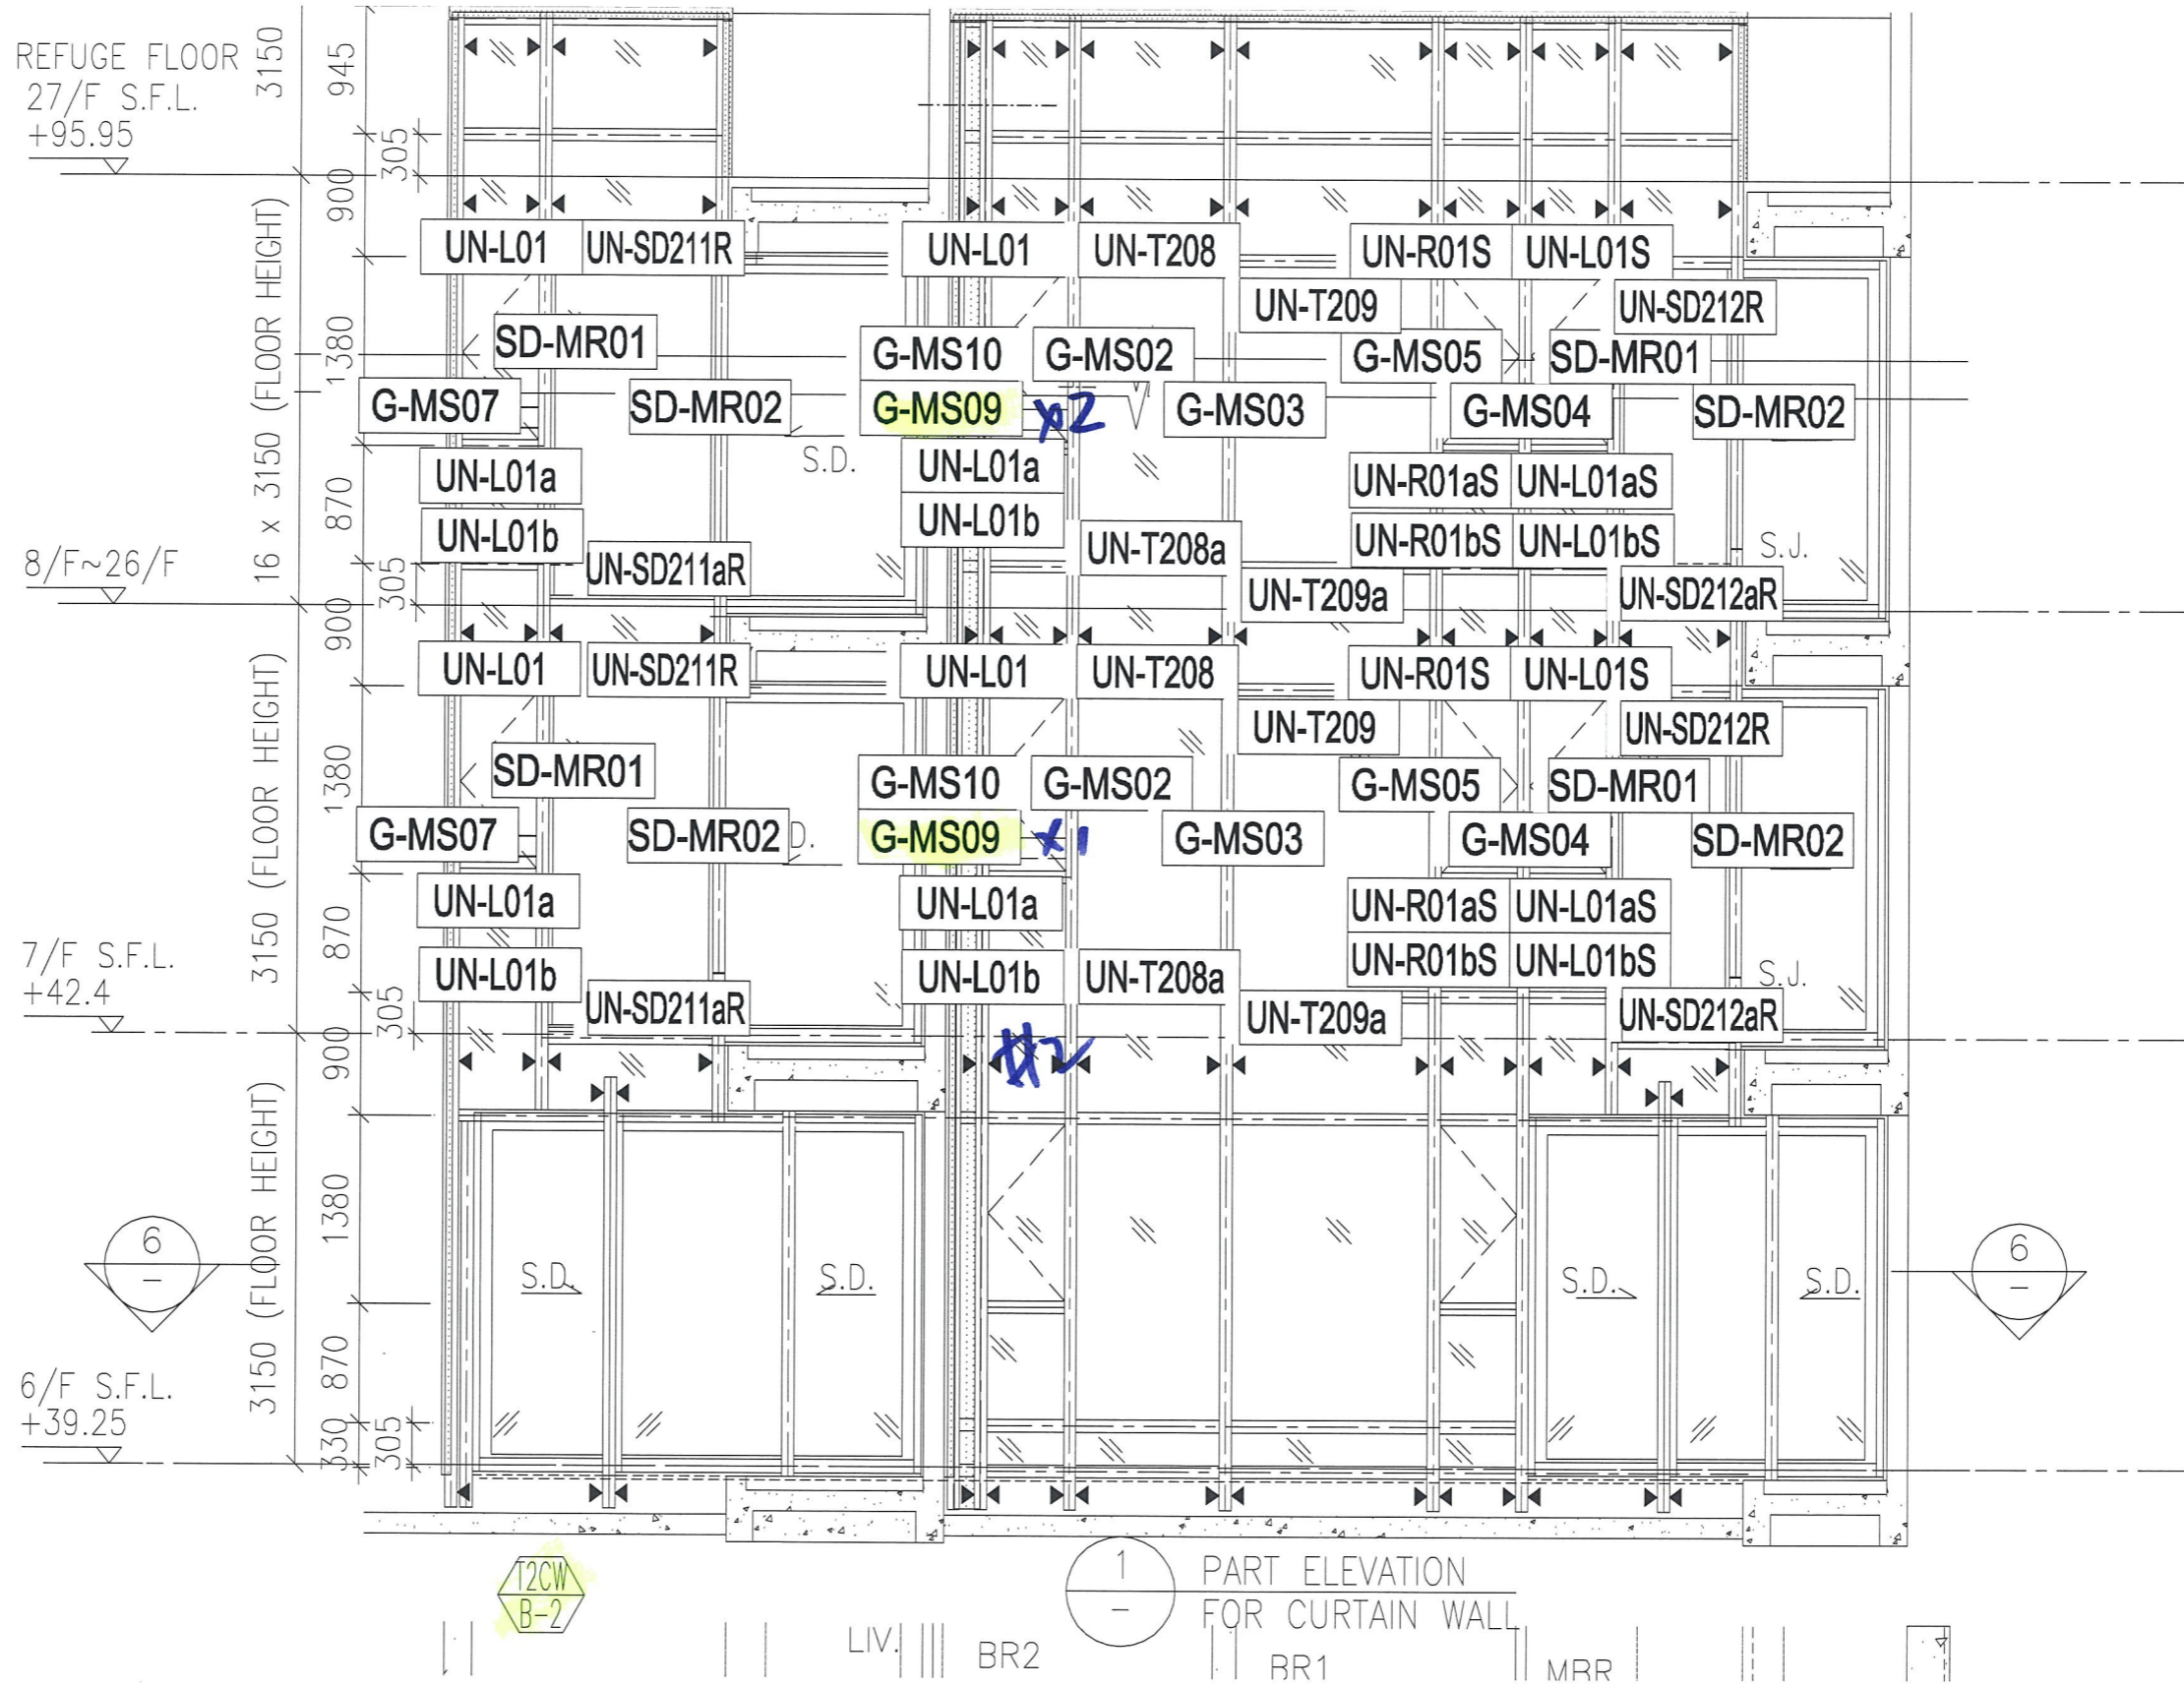 REFUGE FLOOR
27/F S.F.L.
+95.95
3150
945
305
900
UN-L01 UN-SD211R UN-L01 UN-T208 UN-R01S UN-L01S
UN-T209 UN-SD212R
16 x 3150 (FLOOR HEIGHT)
1380
SD-MR01 G-MS10 G-MS02 G-MS05 SD-MR01
G-MS07 SD-MR02 G-MS09 x2 G-MS03 G-MS04 SD-MR02
S.D.
UN-L01a UN-L01a UN-R01aS UN-L01aS
870
UN-L01b UN-L01b UN-R01bS UN-L01bS
S.J.
UN-T208a
8/F~26/F
305
UN-SD211aR UN-T209a UN-SD212aR
900
UN-L01 UN-SD211R UN-L01 UN-T208 UN-R01S UN-L01S
UN-T209 UN-SD212R
3150 (FLOOR HEIGHT)
1380
SD-MR01 G-MS10 G-MS02 G-MS05 SD-MR01
G-MS07 SD-MR02 D. G-MS09 x1 G-MS03 G-MS04 SD-MR02
UN-L01a UN-L01a UN-R01aS UN-L01aS
870
UN-L01b UN-L01b UN-T208a UN-R01bS UN-L01bS
S.J.
7/F S.F.L.
+42.4
305
UN-SD211aR UN-T209a UN-SD212aR
#2
900
3150 (FLOOR HEIGHT)
1380
6
–
S.D. S.D. S.D. S.D.
6
–
870
6/F S.F.L.
+39.25
330
305
T2CW
B-2
1
–
PART ELEVATION
FOR CURTAIN WALL
LIV. BR2 BR1 MBR